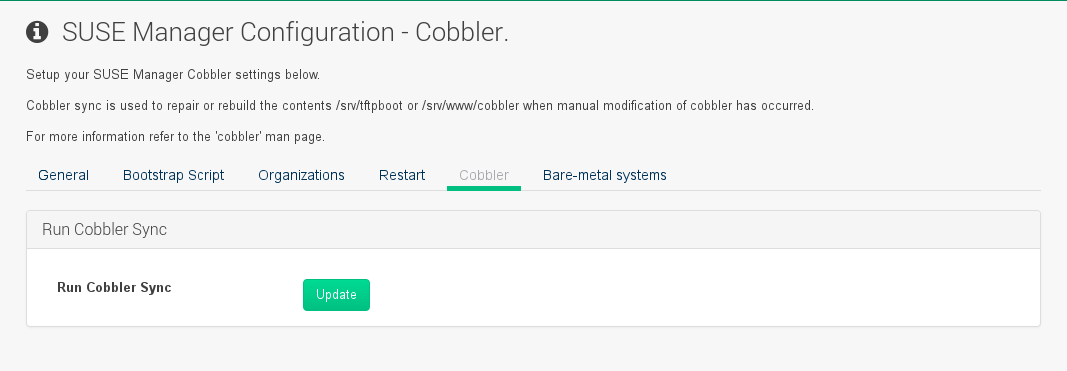 SUSE Manager Configuration - Cobbler.
Setup your SUSE Manager Cobbler settings below.
Cobbler sync is used to repair or rebuild the contents /srv/tftpboot or /srv/www/cobbler when manual modification of cobbler has occurred.
For more information refer to the 'cobbler' man page.
General Bootstrap Script Organizations Restart Cobbler Bare-metal systems
Run Cobbler Sync
Run Cobbler Sync Update